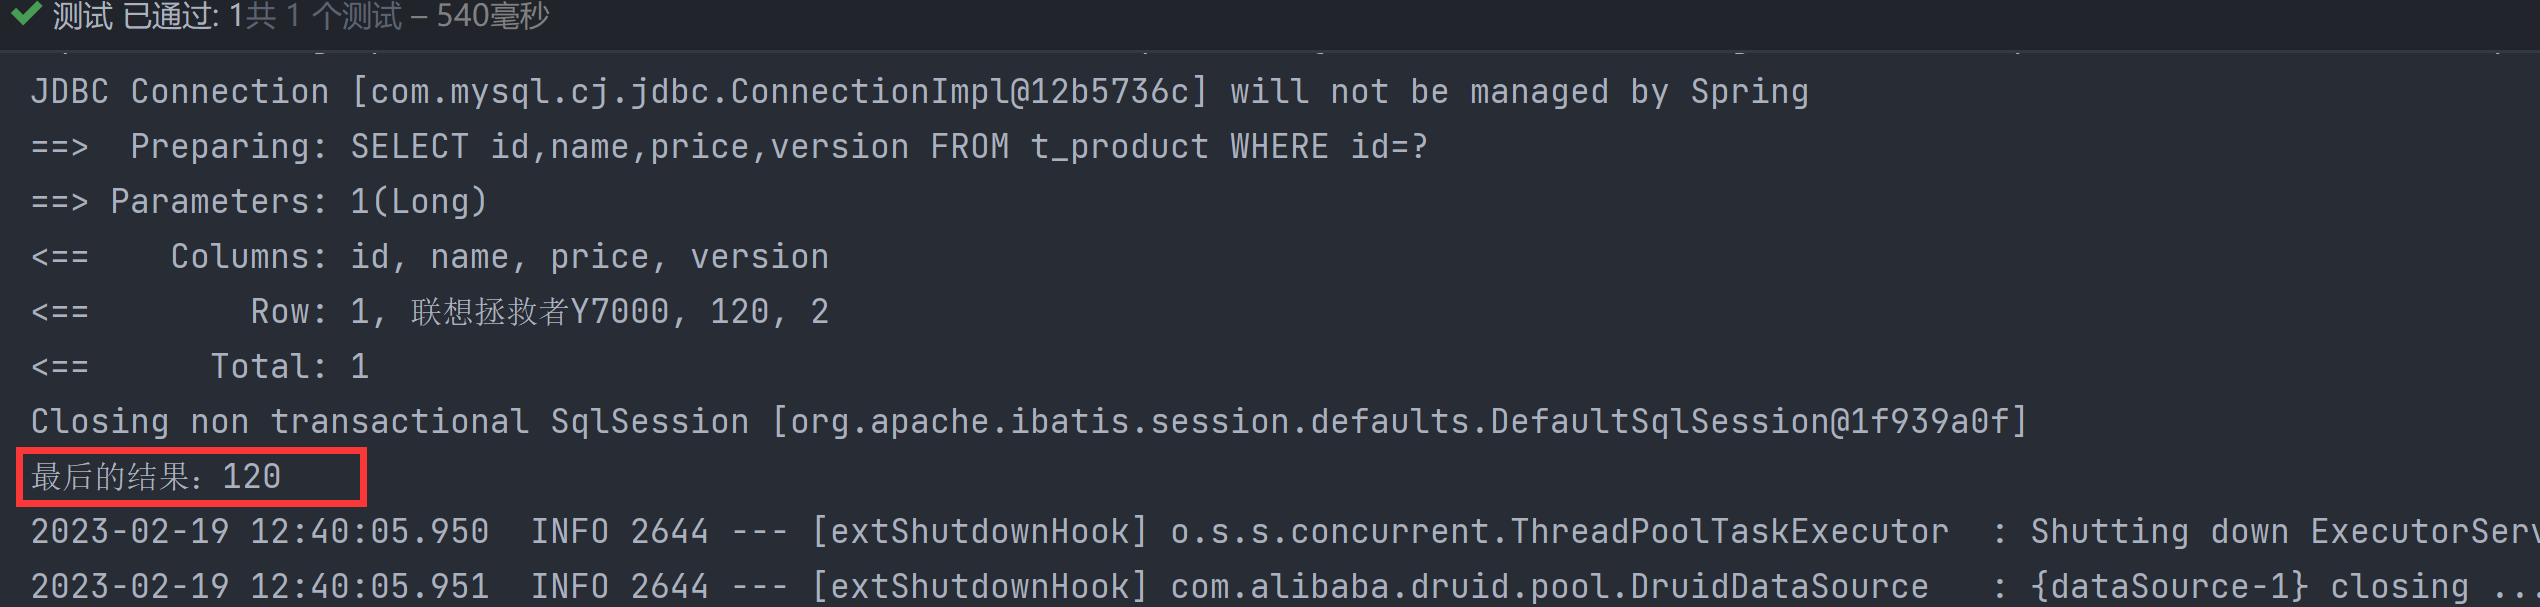 测试 已通过: 1共 1 个测试 – 540毫秒
JDBC Connection [com.mysql.cj.jdbc.ConnectionImpl@12b5736c] will not be managed by Spring
==>  Preparing: SELECT id,name,price,version FROM t_product WHERE id=?
==> Parameters: 1(Long)
<==    Columns: id, name, price, version
<==        Row: 1, 联想拯救者Y7000, 120, 2
<==      Total: 1
Closing non transactional SqlSession [org.apache.ibatis.session.defaults.DefaultSqlSession@1f939a0f]
最后的结果：120
2023-02-19 12:40:05.950  INFO 2644 --- [extShutdownHook] o.s.s.concurrent.ThreadPoolTaskExecutor  : Shutting down ExecutorServ
2023-02-19 12:40:05.951  INFO 2644 --- [extShutdownHook] com.alibaba.druid.pool.DruidDataSource   : {dataSource-1} closing ...